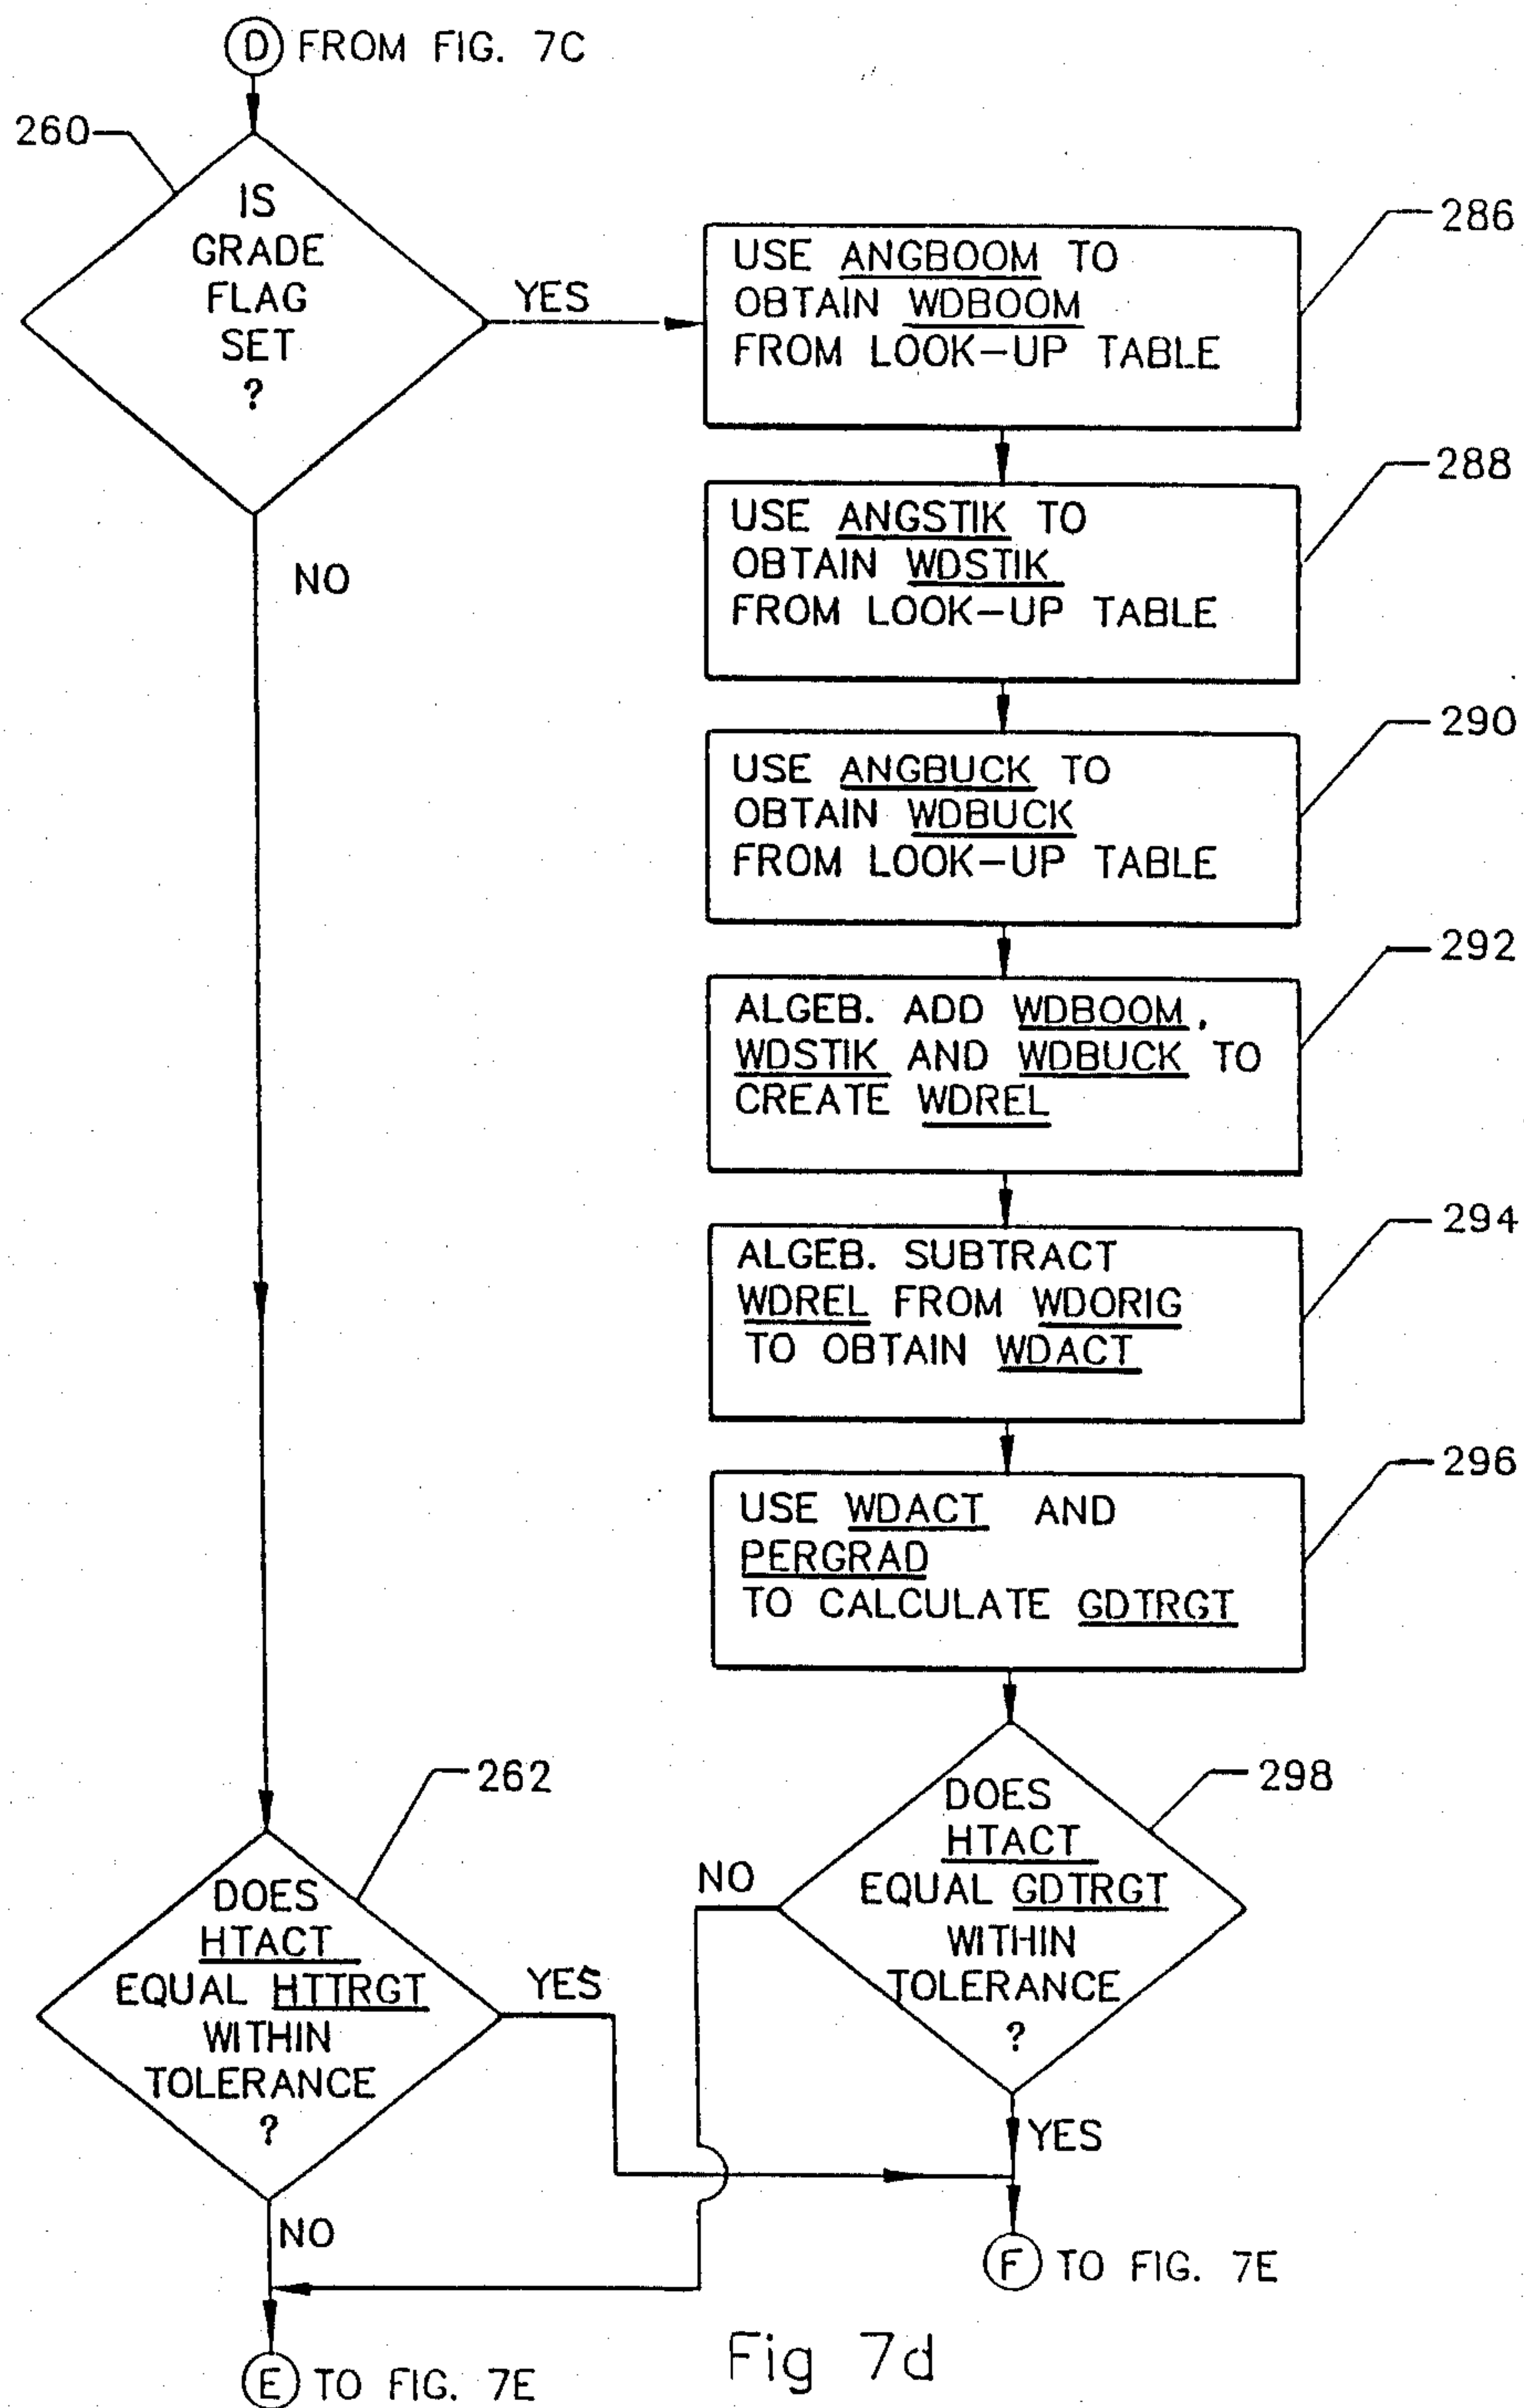 D FROM FIG. 7C
260
IS
GRADE
FLAG
SET
?
YES
NO
286
USE ANGBOOM TO
OBTAIN WDBOOM
FROM LOOK-UP TABLE
288
USE ANGSTIK TO
OBTAIN WDSTIK
FROM LOOK-UP TABLE
290
USE ANGBUCK TO
OBTAIN WDBUCK
FROM LOOK-UP TABLE
292
ALGEB. ADD WDBOOM,
WDSTIK AND WDBUCK TO
CREATE WDREL
294
ALGEB. SUBTRACT
WDREL FROM WDORIG
TO OBTAIN WDACT
296
USE WDACT AND
PERGRAD
TO CALCULATE GDTRGT
298
DOES
HTACT
EQUAL GDTRGT
WITHIN
TOLERANCE
?
NO
YES
262
DOES
HTACT
EQUAL HTTRGT
WITHIN
TOLERANCE
?
YES
NO
F TO FIG. 7E
E TO FIG. 7E
Fig 7d